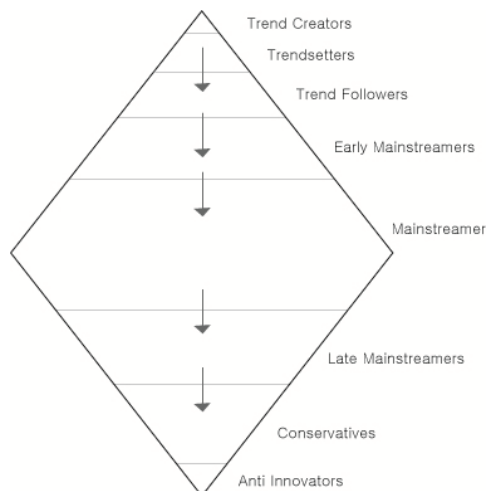 Trend Creators
Trendsetters
Trend Followers
Early Mainstreamers
Mainstreamer
Late Mainstreamers
Conservatives
Anti Innovators